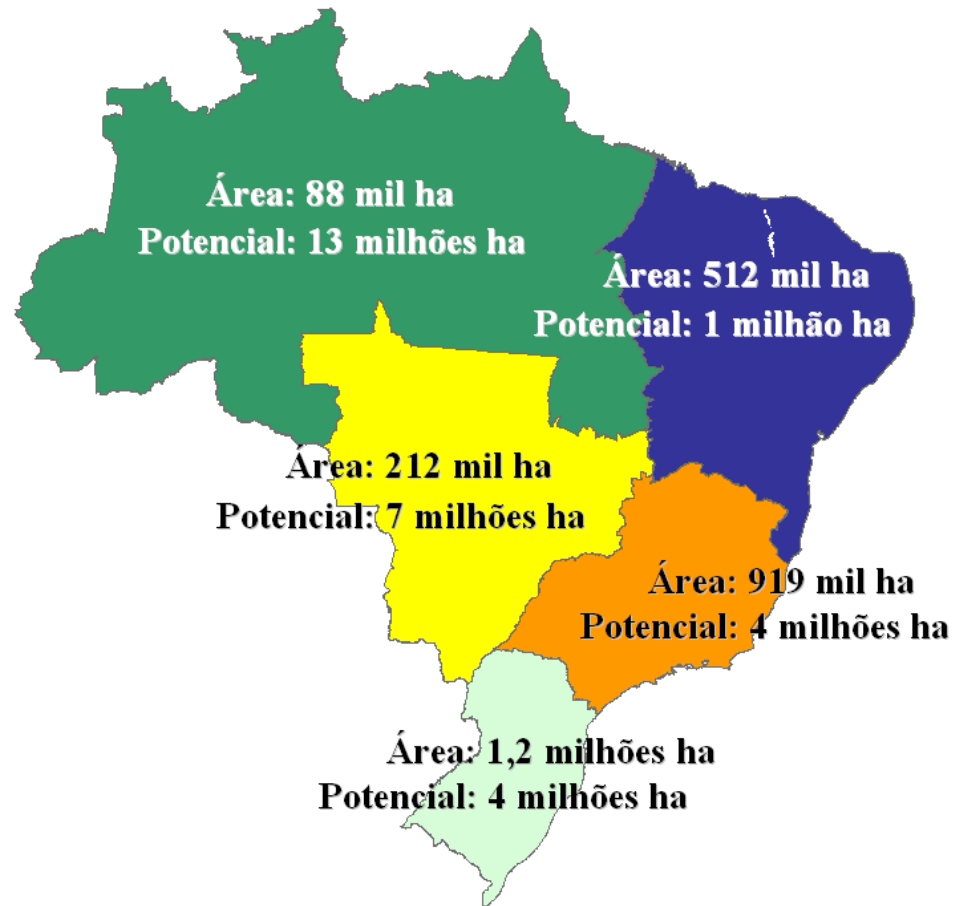 Área: 88 mil ha
Potencial: 13 milhões ha
Área: 512 mil ha
Potencial: 1 milhão ha
Área: 212 mil ha
Potencial: 7 milhões ha
Área: 919 mil ha
Potencial: 4 milhões ha
Área: 1,2 milhões ha
Potencial: 4 milhões ha